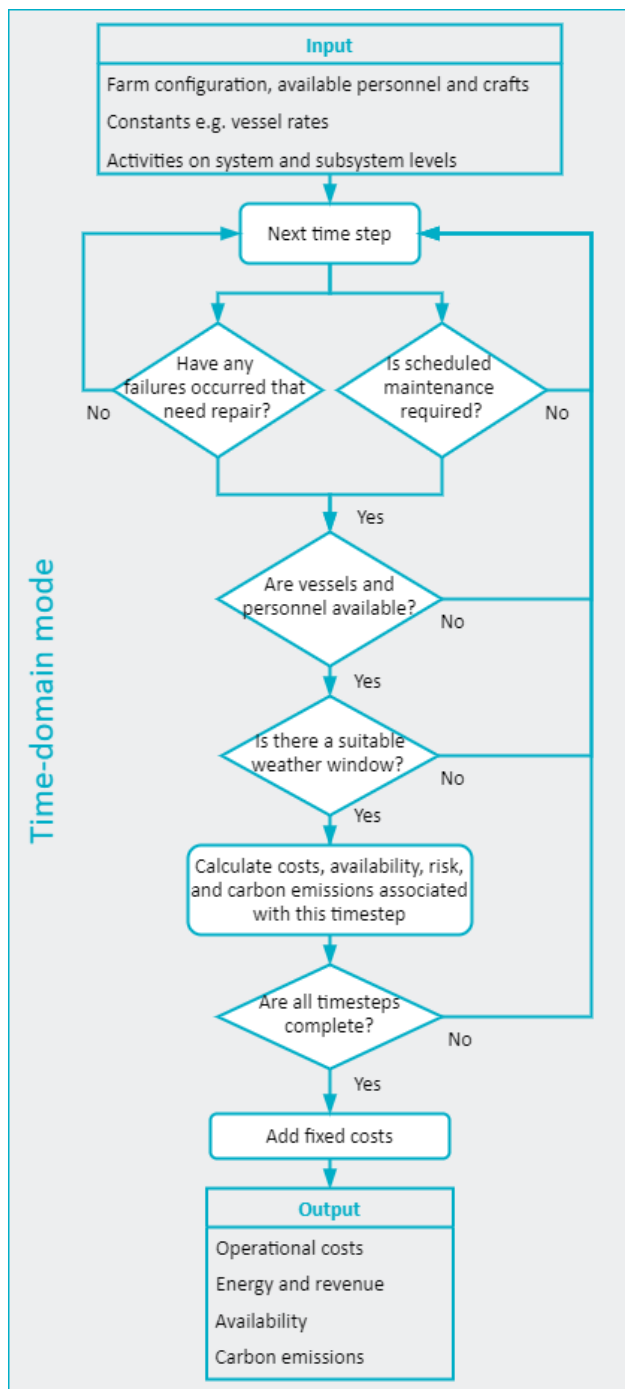 Input
Farm configuration, available personnel and crafts
Constants e.g. vessel rates
Activities on system and subsystem levels
Next time step
Have any
failures occurred that
need repair?
No
Is scheduled
maintenance
required?
No
Yes
Are vessels and
personnel available?
No
Yes
Is there a suitable
weather window?
No
Yes
Calculate costs, availability, risk,
and carbon emissions associated
with this timestep
Are all timesteps
complete?
No
Yes
Add fixed costs
Output
Operational costs
Energy and revenue
Availability
Carbon emissions
Time-domain mode